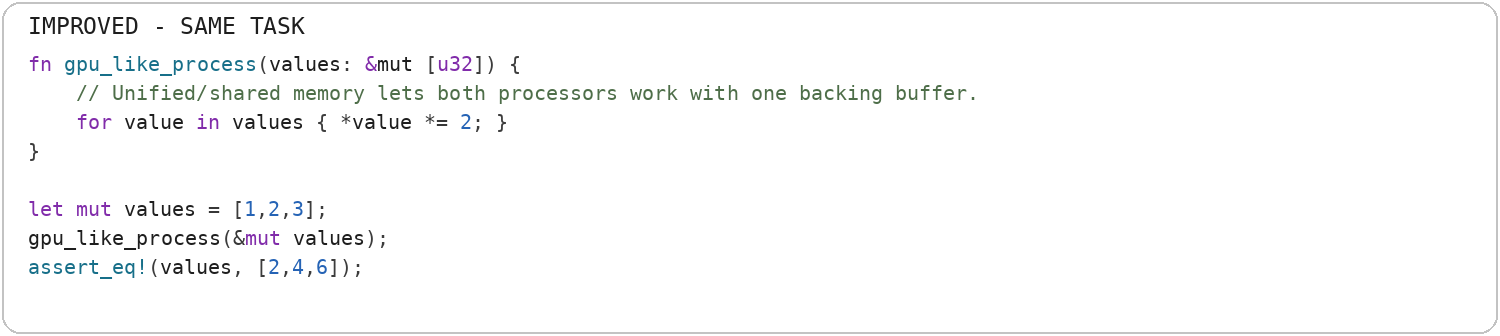 IMPROVED - SAME TASK
fn gpu_like_process(values: &mut [u32]) {
    // Unified/shared memory lets both processors work with one backing buffer.
    for value in values { *value *= 2; }
}

let mut values = [1,2,3];
gpu_like_process(&mut values);
assert_eq!(values, [2,4,6]);